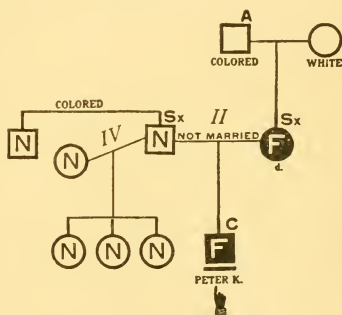 A
COLORED
WHITE
COLORED
Sx
II
Sx
N
IV
N
N
NOT MARRIED
F
d.
N
N
N
C
F
PETER K.